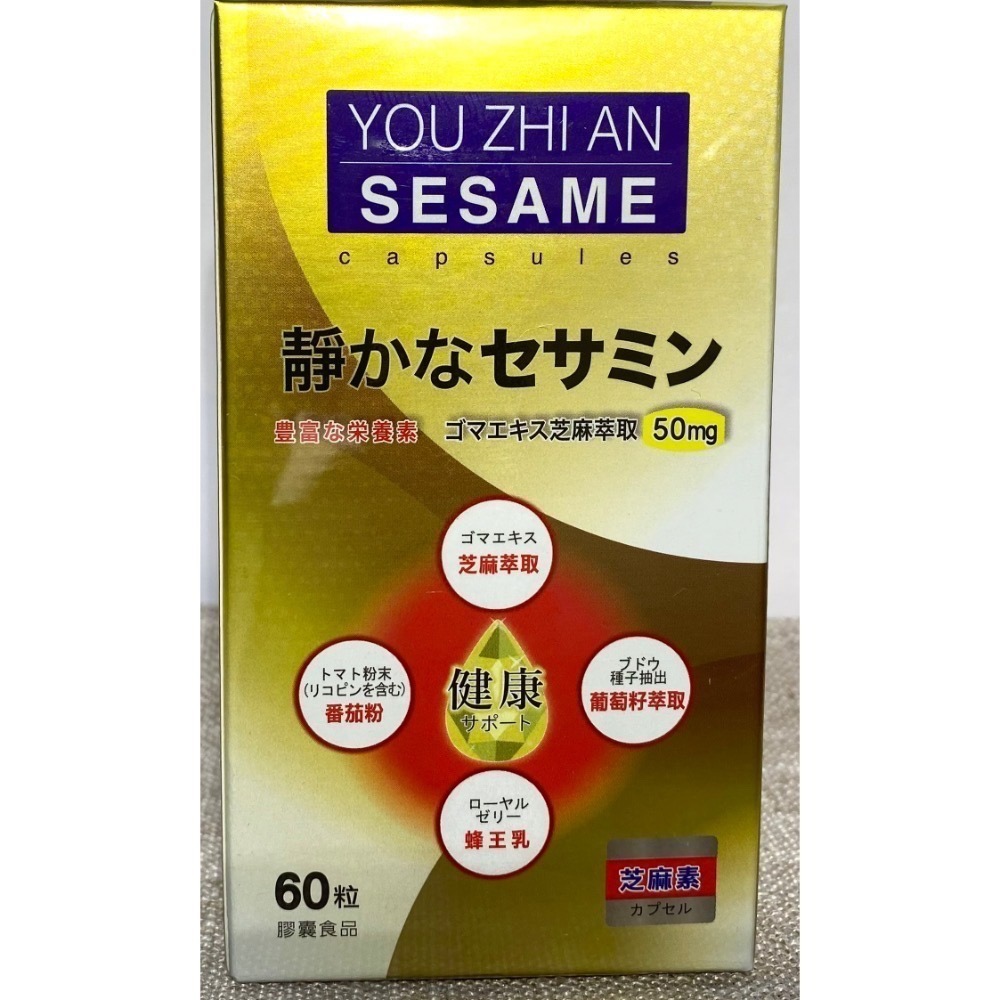 YOU ZHI AN
SESAME
capsules
靜かなセサミン
豊富な栄養素 ゴマエキス芝麻萃取 50mg
ゴマエキス
芝麻萃取
トマト粉末
(リコピンを含む)
番茄粉
健康
サポート
ブドウ
種子抽出
葡萄籽萃取
ローヤル
ゼリー
蜂王乳
60粒
膠囊食品
芝麻素
カプセル